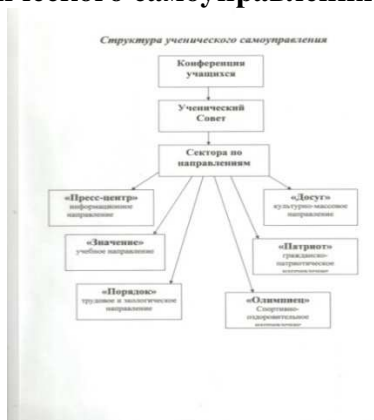 ческого самоуправлени
Структура ученического самоуправления
Конференция
учащихся
Ученический
Совет
Сектора по
направлениям
«Пресс-центр»
информационное
направление
«Досуг»
культурно-массовое
направление
«Значение»
учебное направление
«Патриот»
гражданско-
патриотическое
«Порядок»
трудовое и экологическое
направление
«Олимпиец»
Спортивно-
оздоровительное